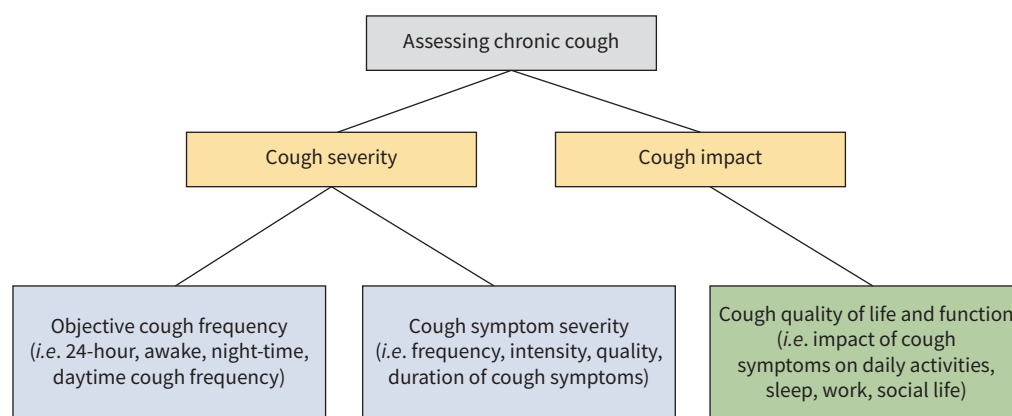 Assessing chronic cough
Cough severity
Cough impact
Objective cough frequency
(i.e. 24-hour, awake, night-time,
daytime cough frequency)
Cough symptom severity
(i.e. frequency, intensity, quality,
duration of cough symptoms)
Cough quality of life and function
(i.e. impact of cough
symptoms on daily activities,
sleep, work, social life)